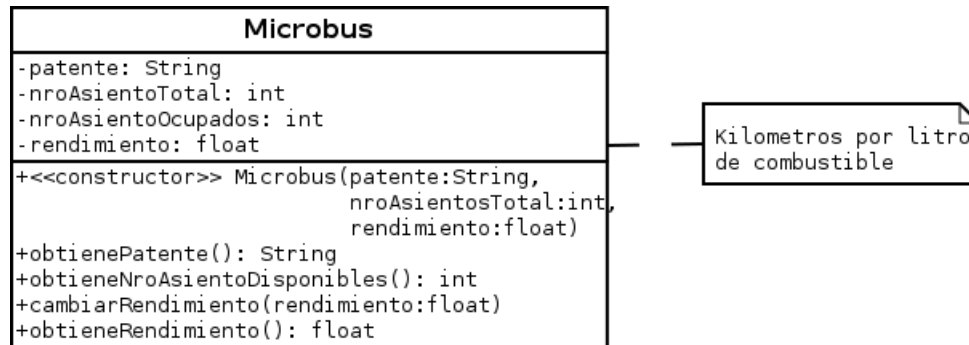 Microbus
-patente: String
-nroAsientoTotal: int
-nroAsientoOcupados: int
-rendimiento: float
Kilometros por litro
de combustible
+<<constructor>> Microbus(patente:String,
nroAsientosTotal:int,
rendimiento:float)
+obtienePatente(): String
+obtieneNroAsientoDisponibles(): int
+cambiarRendimiento(rendimiento:float)
+obtieneRendimiento(): float